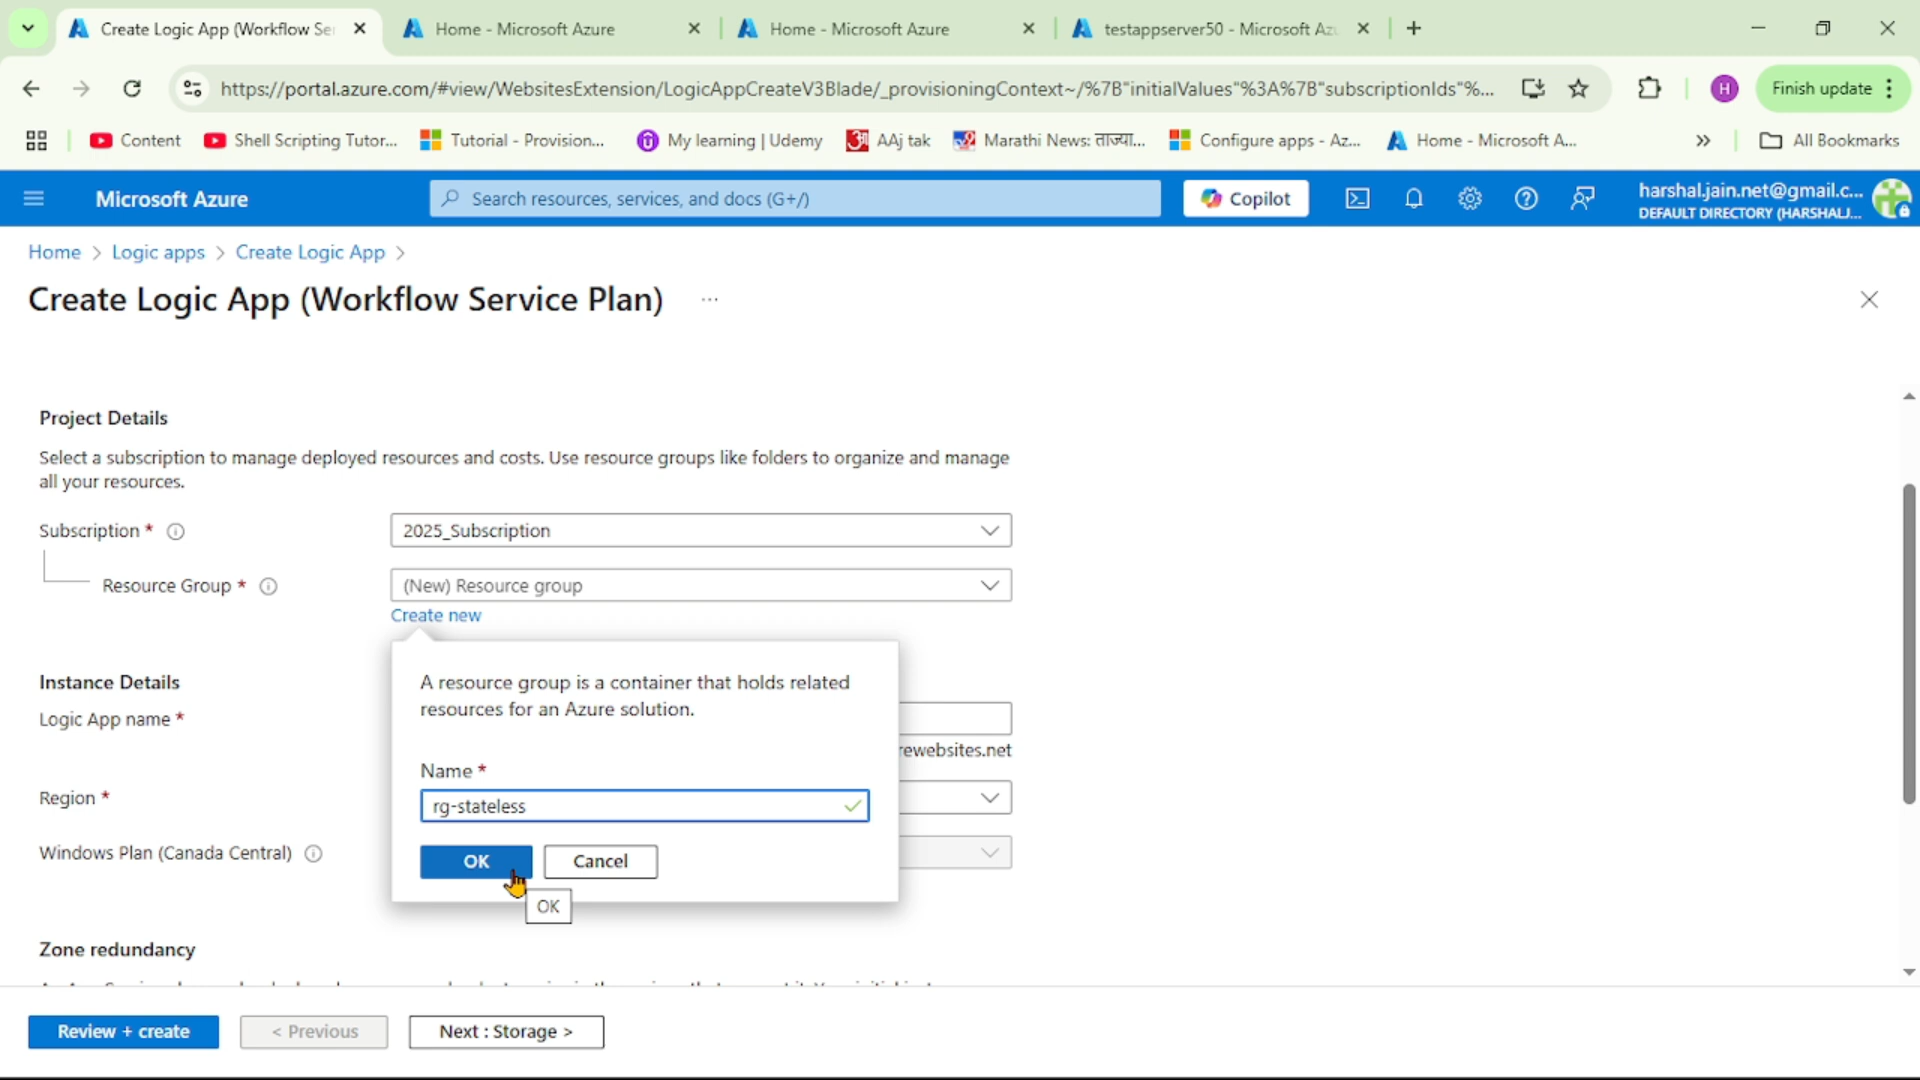 Create Logic App (Workflow Se
Home - Microsoft Azure
Home - Microsoft Azure
testappserver50 - Microsoft Az
https://portal.azure.com/#view/WebsitesExtension/LogicAppCreateV3Blade/_provisioningContext~/%7B"initialValues"%3A%7B"subscriptionIds"%...
H
Finish update
Content
Shell Scripting Tutor...
Tutorial - Provision...
My learning | Udemy
AAj tak
Marathi News: ताज्या...
Configure apps - Az...
Home - Microsoft A...
All Bookmarks
Microsoft Azure
Search resources, services, and docs (G+/)
Copilot
harshal.jain.net@gmail.c...
DEFAULT DIRECTORY (HARSHALJ...
Home > Logic apps > Create Logic App >
Create Logic App (Workflow Service Plan) ...
Project Details
Select a subscription to manage deployed resources and costs. Use resource groups like folders to organize and manage
all your resources.
Subscription *
2025_Subscription
Resource Group *
(New) Resource group
Create new
A resource group is a container that holds related
resources for an Azure solution.
Instance Details
Logic App name *
rewebsites.net
Name *
rg-stateless
Region *
Windows Plan (Canada Central)
OK
Cancel
OK
Zone redundancy
Review + create
< Previous
Next : Storage >